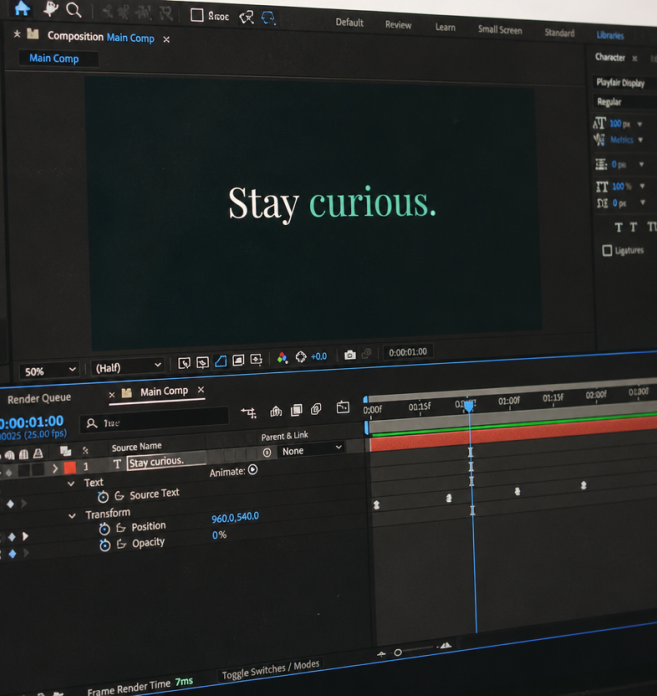 Default Review Learn Small Screen Standard Libraries
Composition Main Comp ×
Main Comp
Stay curious.
Character
Playfair Display
Regular
100 px
Metrics
0 px
100 %
0 px
T T
Ligatures
50% (Half) +0,0 0:00:01:00
Render Queue × Main Comp ×
0:00:01:00
00025 (25.00 fps)
Source Name Parent & Link
1 T Stay curious. None
Text Animate:
Source Text
Transform
Position 960.0,540.0
Opacity 0%
0:00f 00:15f 01:00f 01:15f 02:00f
Frame Render Time 7ms Toggle Switches / Modes